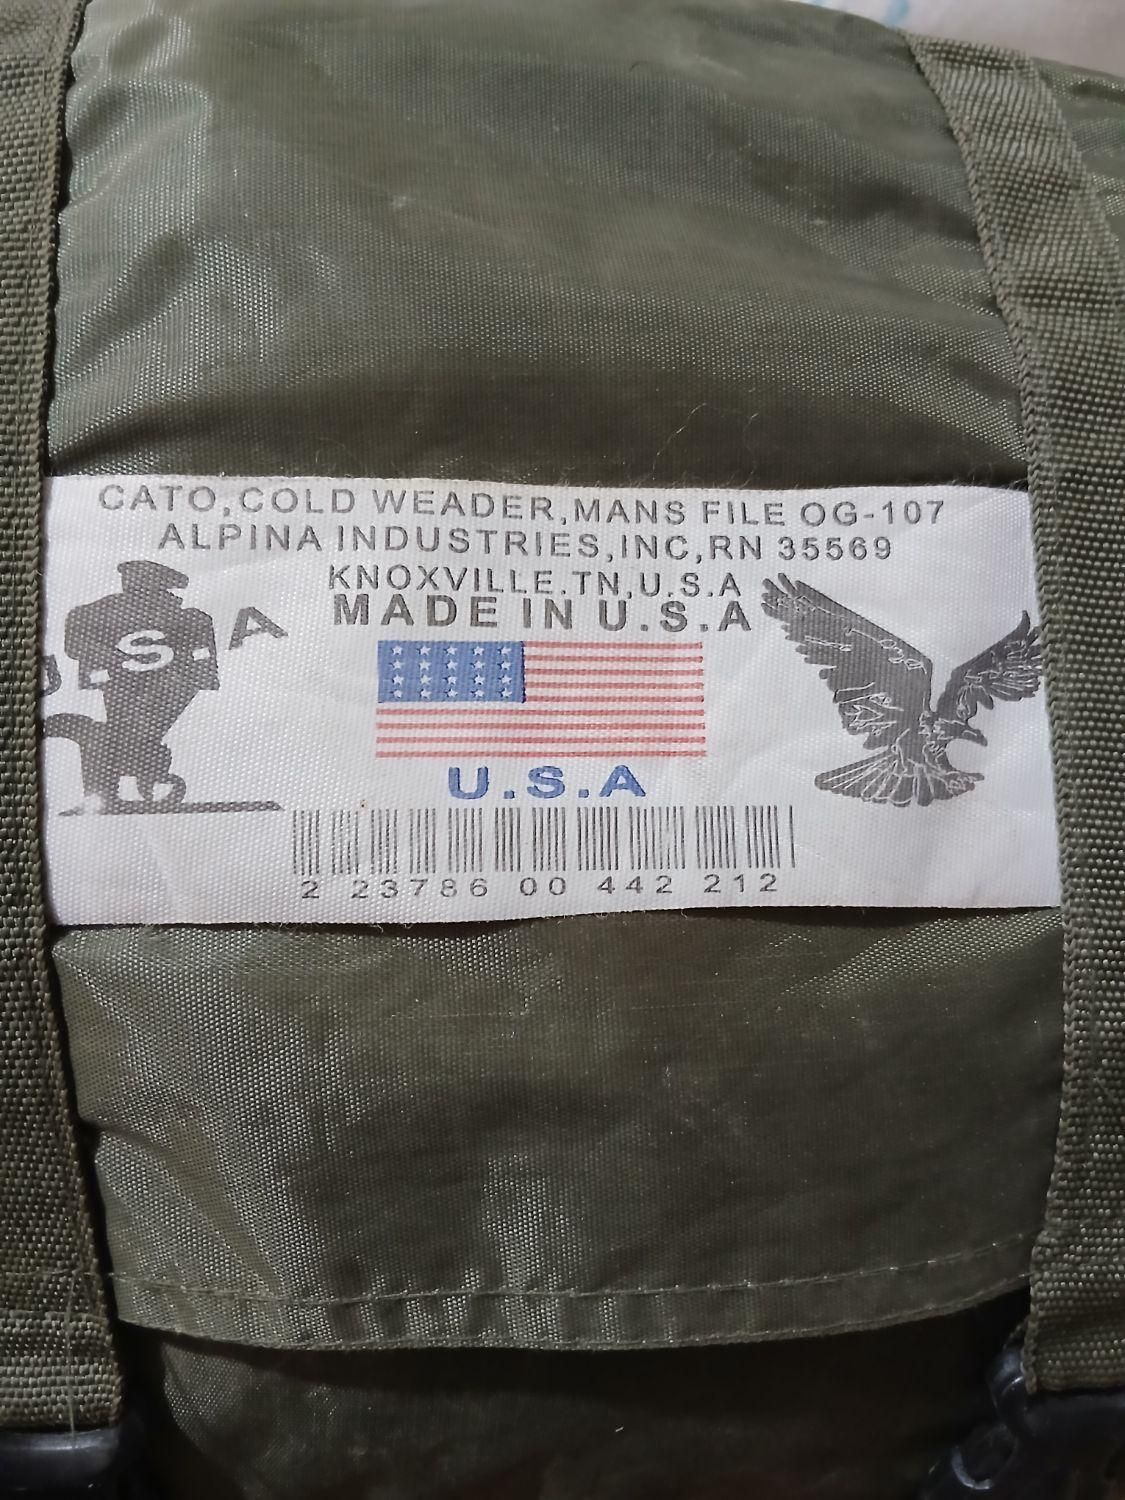 CATO,COLD WEADER,MANS FILE OG-107
ALPINA INDUSTRIES,INC,RN 35569
KNOXVILLE.TN,U.S.A
MADE IN U.S.A
S.A
U.S.A
2 23786 00 442 212